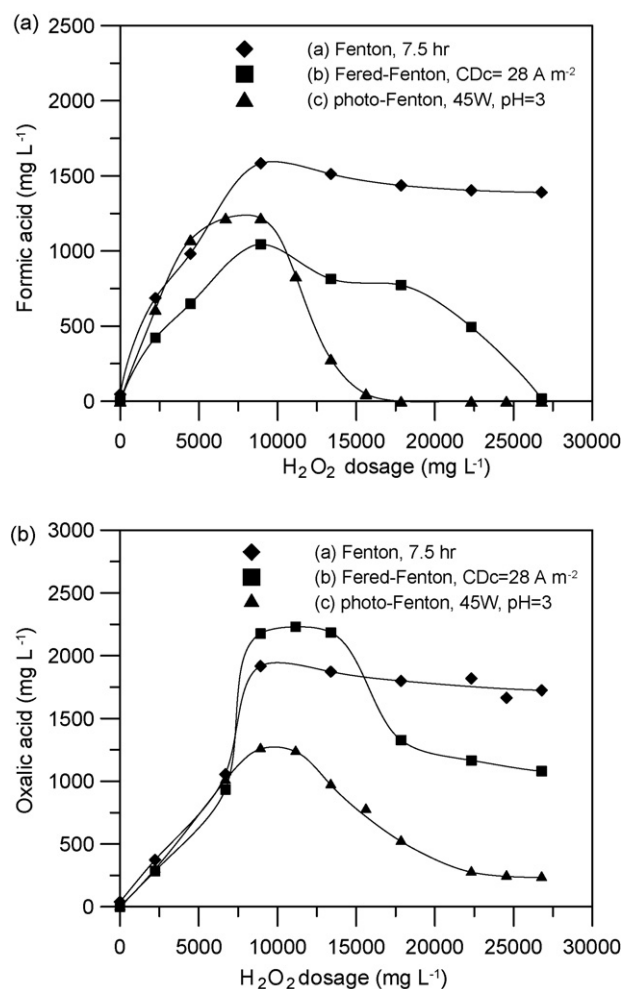 (a)
2500
2000
1500
1000
500
0
Formic acid (mg L-1)
(a) Fenton, 7.5 hr
(b) Fered-Fenton, CDc= 28 A m-2
(c) photo-Fenton, 45W, pH=3
0 5000 10000 15000 20000 25000 30000
H2O2 dosage (mg L-1)
(b)
3000
2500
2250
2000
1500
1000
500
250
0
Oxalic acid (mg L-1)
(a) Fenton, 7.5 hr
(b) Fered-Fenton, CDc=28 A m-2
(c) photo-Fenton, 45W, pH=3
0 5000 10000 15000 20000 25000 30000
H2O2 dosage (mg L-1)